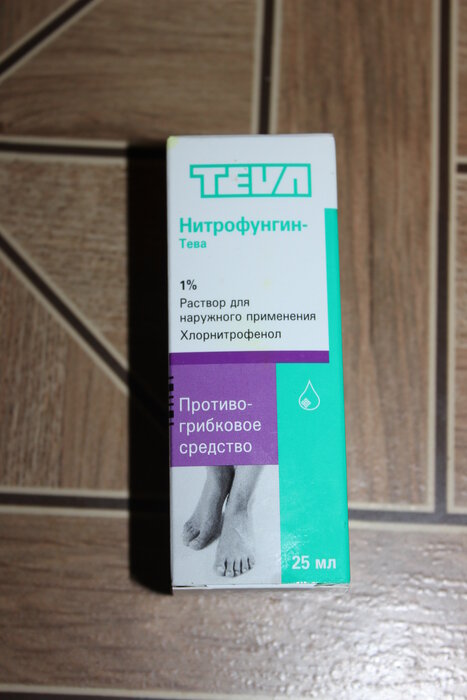 TEVA
Нитрофунгин-
Тева
1%
Раствор для
наружного применения
Хлорнитрофенол
Противо-
грибковое
средство
25 мл